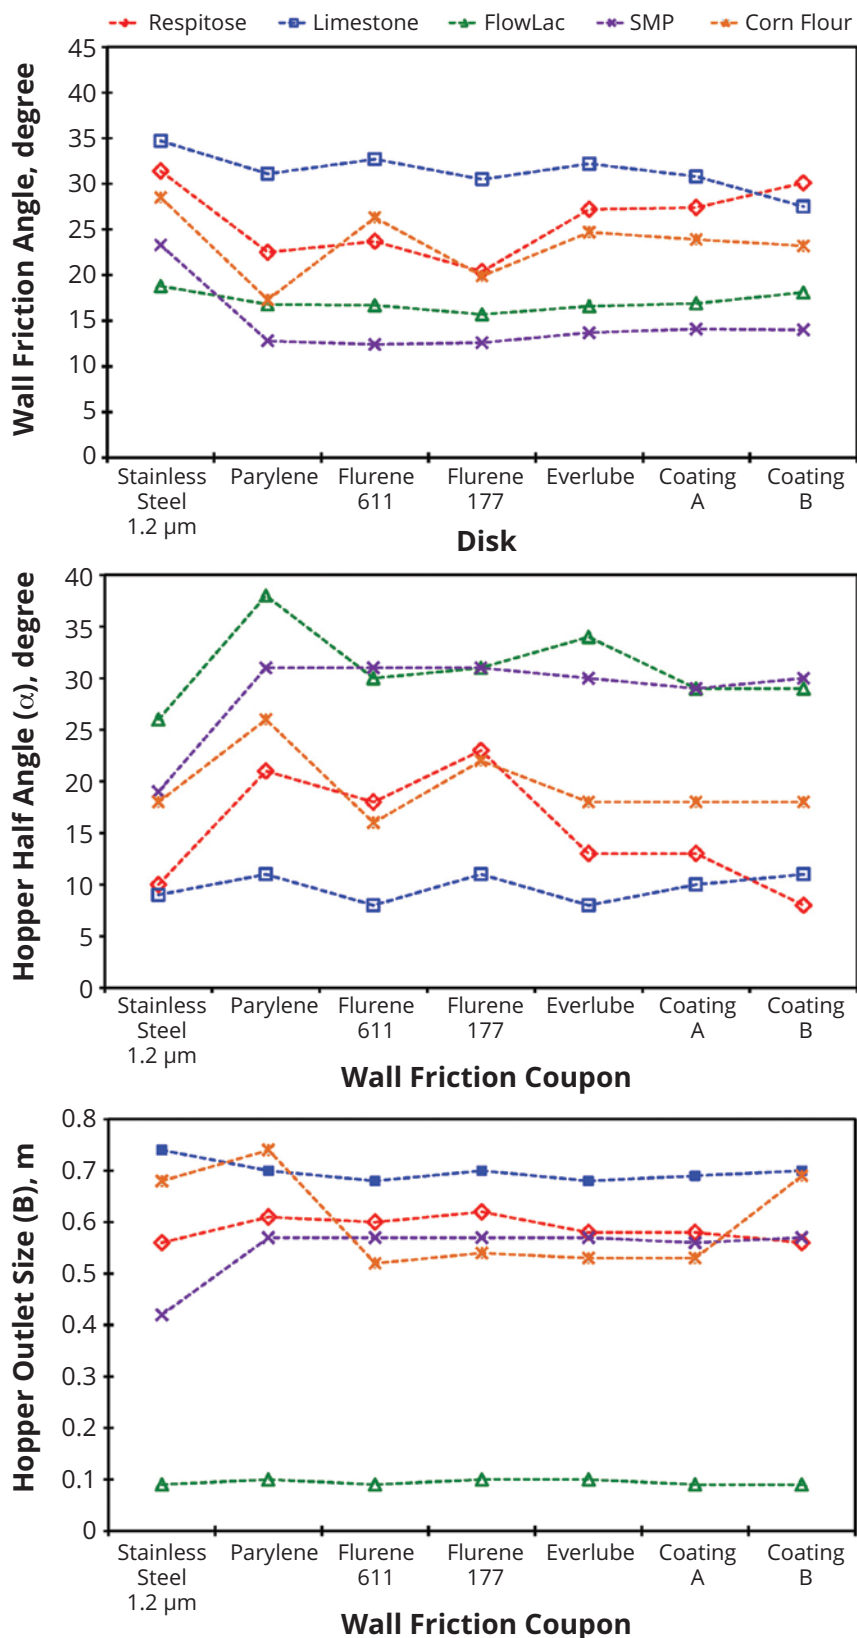 Respitose Limestone FlowLac SMP Corn Flour
Wall Friction Angle, degree
45
40
35
30
25
20
15
10
5
0
Stainless Steel 1.2 µm
Parylene
Flurene 611
Flurene 177
Everlube
Coating A
Coating B
Disk
Hopper Half Angle (α), degree
40
35
30
25
20
15
10
5
0
Stainless Steel 1.2 µm
Parylene
Flurene 611
Flurene 177
Everlube
Coating A
Coating B
Wall Friction Coupon
Hopper Outlet Size (B), m
0.8
0.7
0.6
0.5
0.4
0.3
0.2
0.1
0
Stainless Steel 1.2 µm
Parylene
Flurene 611
Flurene 177
Everlube
Coating A
Coating B
Wall Friction Coupon